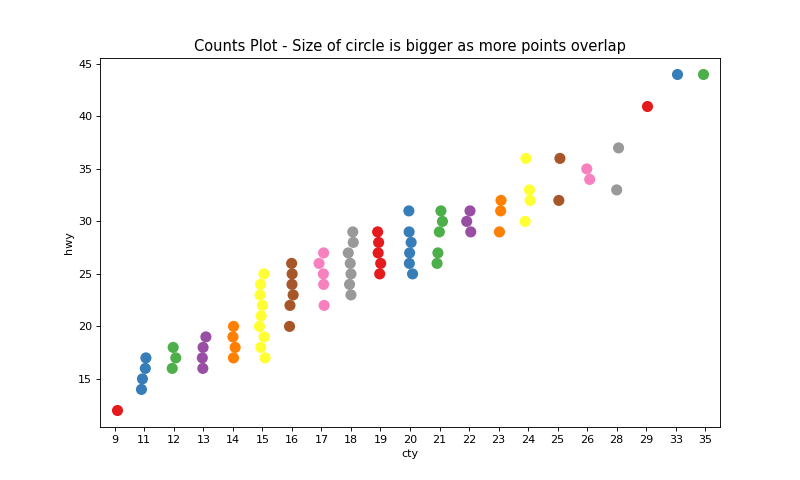 Counts Plot - Size of circle is bigger as more points overlap
45
40
35
30
25
20
15
hwy
9 11 12 13 14 15 16 17 18 19 20 21 22 23 24 25 26 28 29 33 35
cty